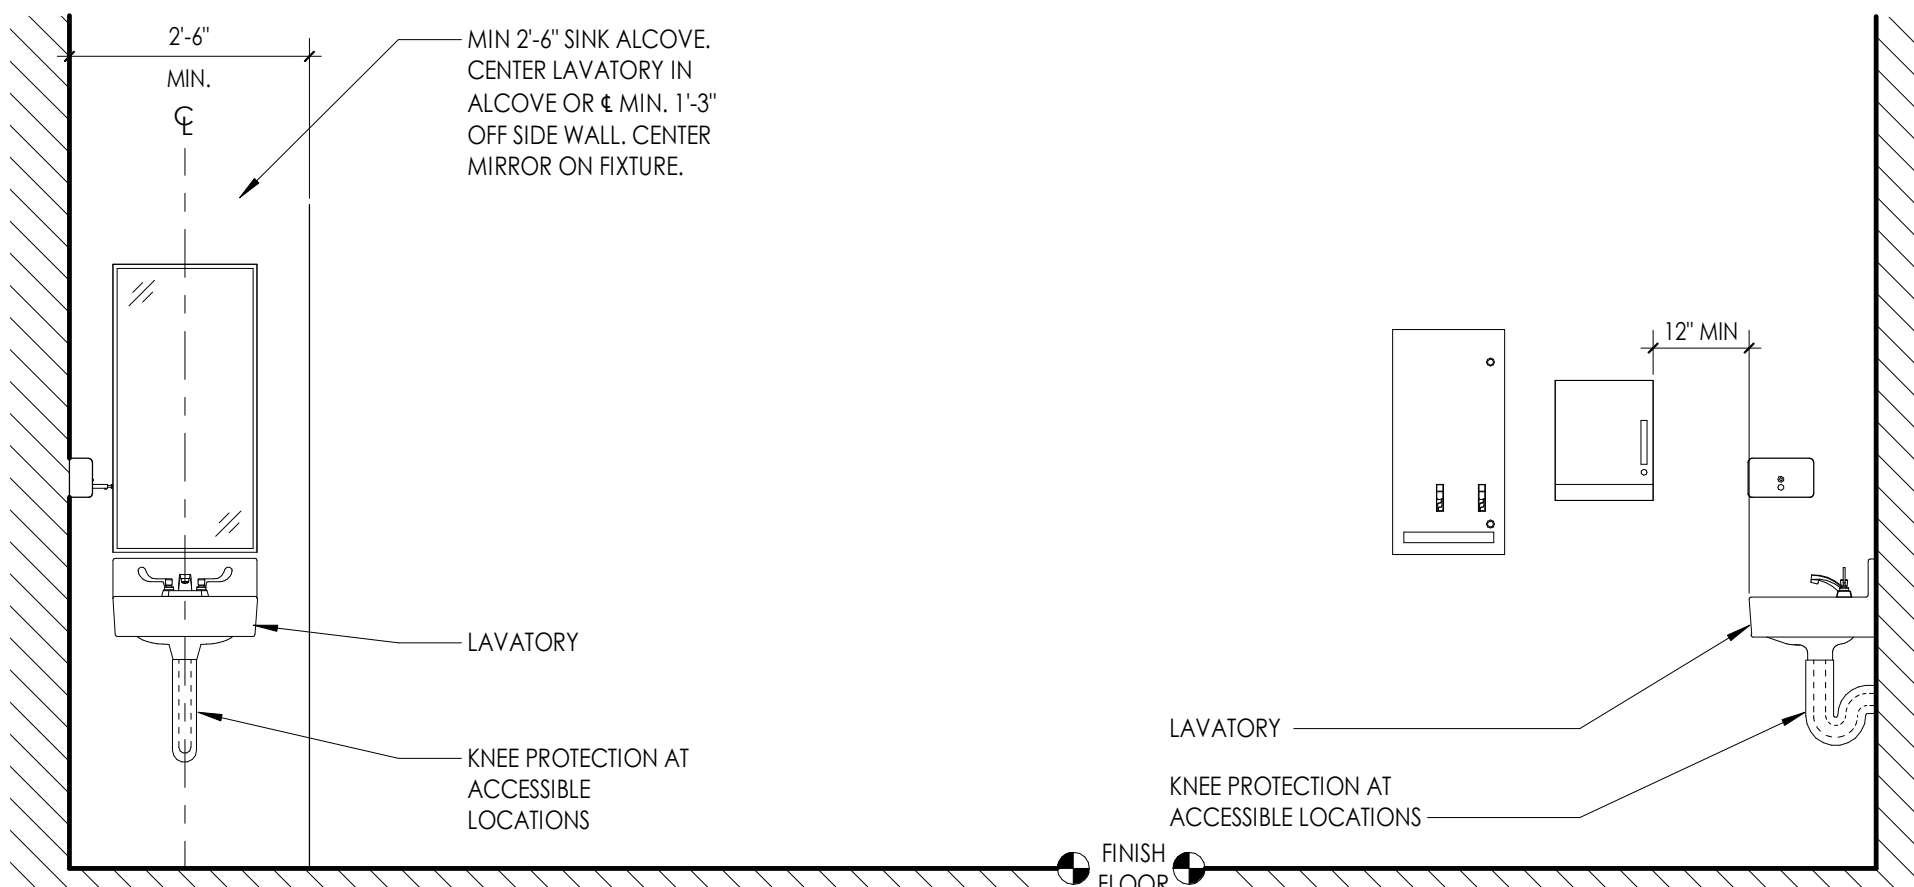 2'-6"
MIN.
℄
MIN 2'-6" SINK ALCOVE.
CENTER LAVATORY IN
ALCOVE OR ℄ MIN. 1'-3"
OFF SIDE WALL. CENTER
MIRROR ON FIXTURE.
12" MIN
LAVATORY
KNEE PROTECTION AT
ACCESSIBLE
LOCATIONS
LAVATORY
KNEE PROTECTION AT
ACCESSIBLE LOCATIONS
FINISH
FLOOR